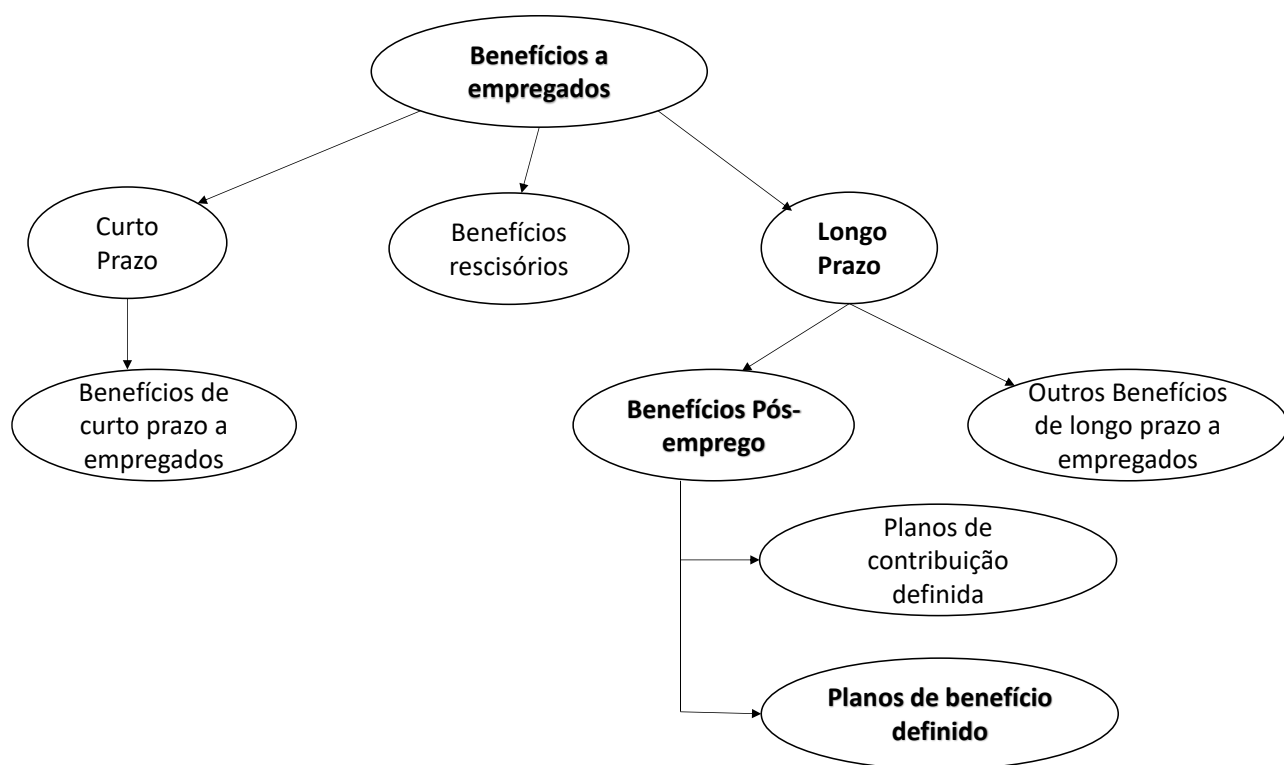 Benefícios a
empregados
Curto
Prazo
Benefícios
rescisórios
Longo
Prazo
Benefícios de
curto prazo a
empregados
Benefícios Pós-
emprego
Outros Benefícios
de longo prazo a
empregados
Planos de
contribuição
definida
Planos de benefício
definido